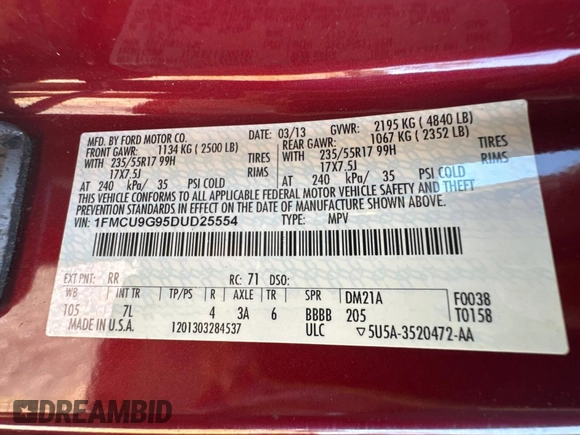 MFD. BY FORD MOTOR CO.
DATE: 03/13 GVWR: 2195 KG ( 4840 LB)
FRONT GAWR: 1134 KG ( 2500 LB) REAR GAWR: 1067 KG ( 2352 LB)
WITH 235/55R17 99H TIRES WITH 235/55R17 99H TIRES
17X7.5J RIMS 17X7.5J RIMS
AT 240 kPa/ 35 PSI COLD AT 240 kPa/ 35 PSI COLD
THIS VEHICLE CONFORMS TO ALL APPLICABLE FEDERAL MOTOR VEHICLE SAFETY AND THEFT
PREVENTION STANDARDS IN EFFECT ON THE DATE OF MANUFACTURE SHOWN ABOVE.
VIN: 1FMCU9G95DUD25554 TYPE: MPV
EXT PNT: RR RC: 71 DSO:
WB INT TR TP/PS R AXLE TR SPR DM21A F0038
105 7L 4 3A 6 BBBB 205 T0158
MADE IN U.S.A. 1201303284537 ULC 5U5A-3520472-AA
DREAMBID